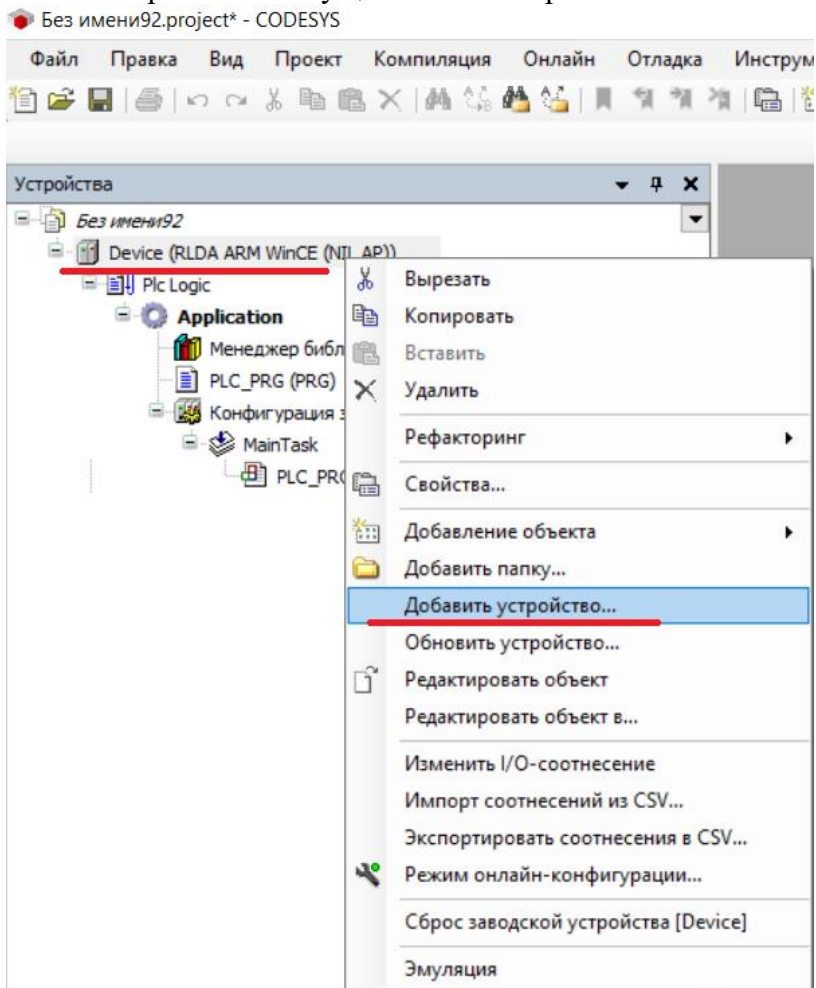 Без имени92.project* - CODESYS
Файл Правка Вид Проект Компиляция Онлайн Отладка
Устройства
Без имени92
Device (RLDA ARM WinCE (NIL AP))
Plc Logic
Application
Менеджер библ
PLC_PRG (PRG)
Конфигурация
MainTask
PLC_PR
Вырезать
Копировать
Вставить
Удалить
Рефакторинг
Свойства...
Добавление объекта
Добавить папку...
Добавить устройство...
Обновить устройство...
Редактировать объект
Редактировать объект в...
Изменить I/O-соотнесение
Импорт соотнесений из CSV...
Экспортировать соотнесения в CSV...
Режим онлайн-конфигурации...
Сброс заводской устройства [Device]
Эмуляция